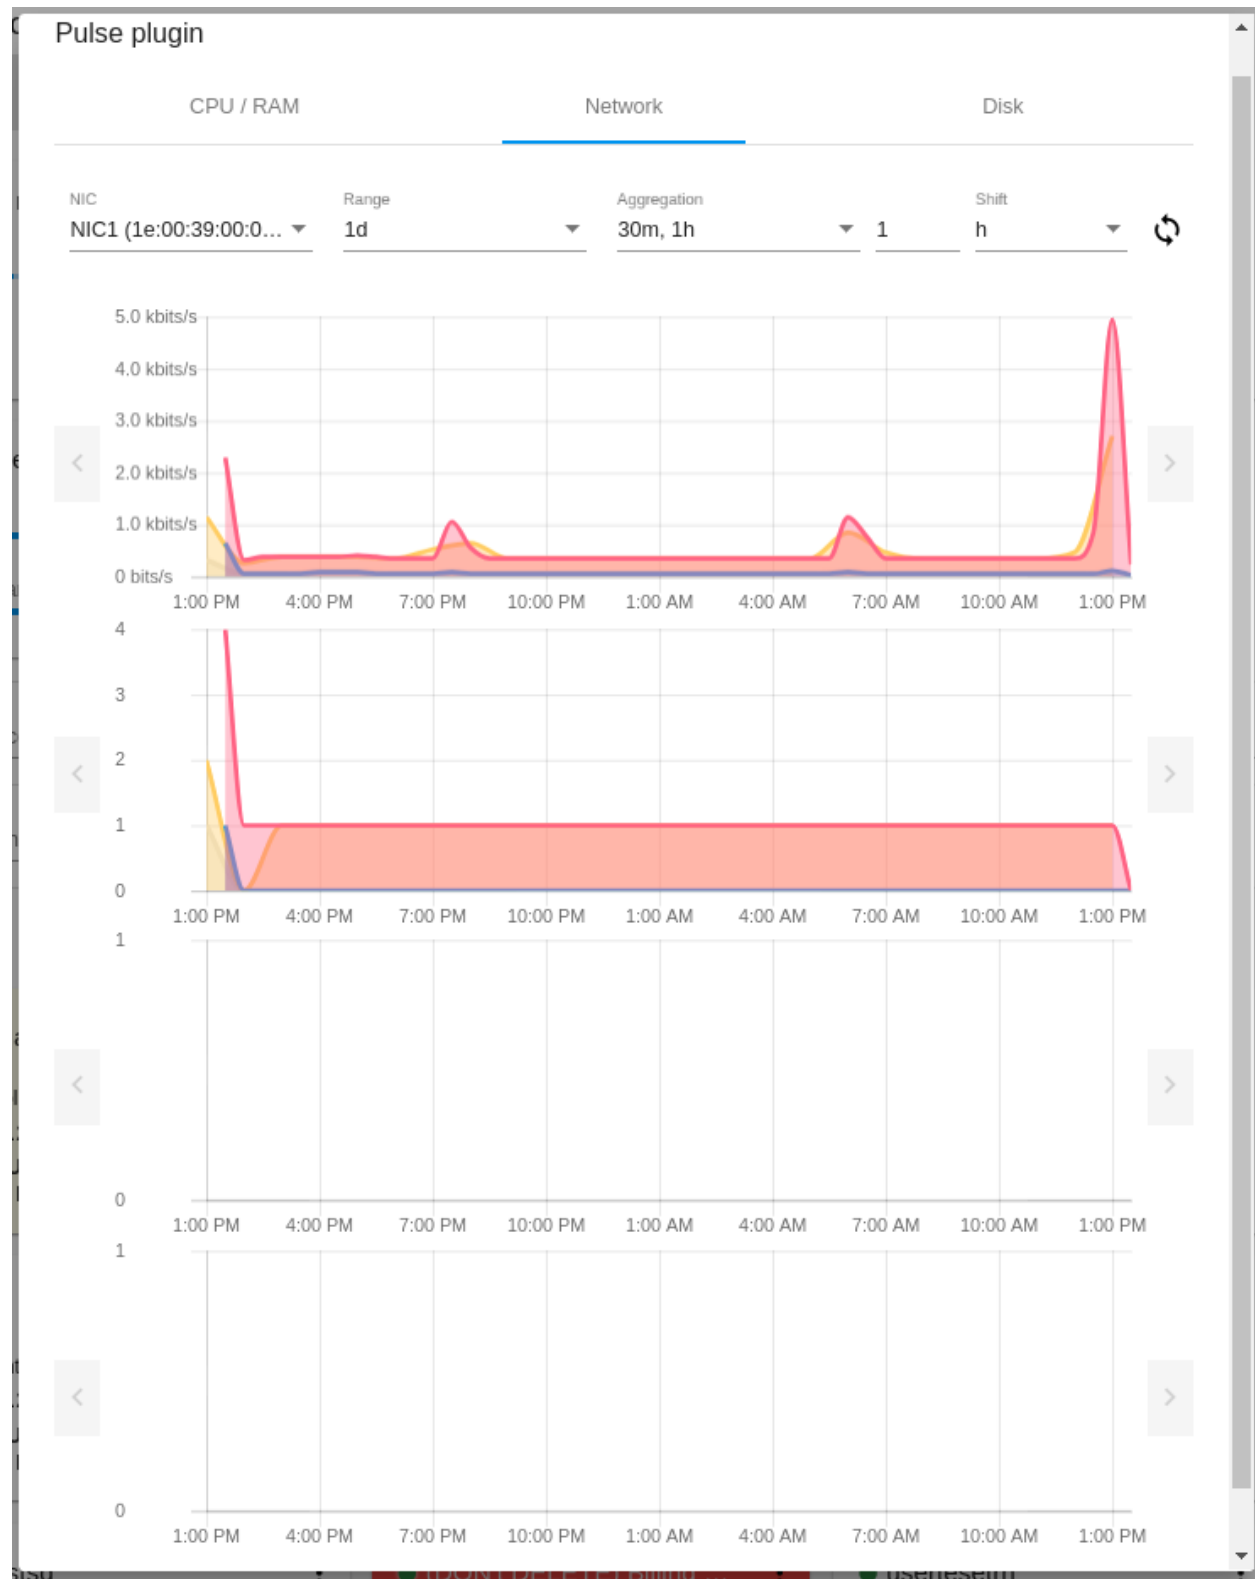 Pulse plugin
CPU / RAM Network Disk
NIC Range Aggregation Shift
NIC1 (1e:00:39:00:0... 1d 30m, 1h 1 h
5.0 kbits/s
4.0 kbits/s
3.0 kbits/s
2.0 kbits/s
1.0 kbits/s
0 bits/s
1:00 PM 4:00 PM 7:00 PM 10:00 PM 1:00 AM 4:00 AM 7:00 AM 10:00 AM 1:00 PM
4
3
2
1
0
1:00 PM 4:00 PM 7:00 PM 10:00 PM 1:00 AM 4:00 AM 7:00 AM 10:00 AM 1:00 PM
1
0
1:00 PM 4:00 PM 7:00 PM 10:00 PM 1:00 AM 4:00 AM 7:00 AM 10:00 AM 1:00 PM
1
0
1:00 PM 4:00 PM 7:00 PM 10:00 PM 1:00 AM 4:00 AM 7:00 AM 10:00 AM 1:00 PM